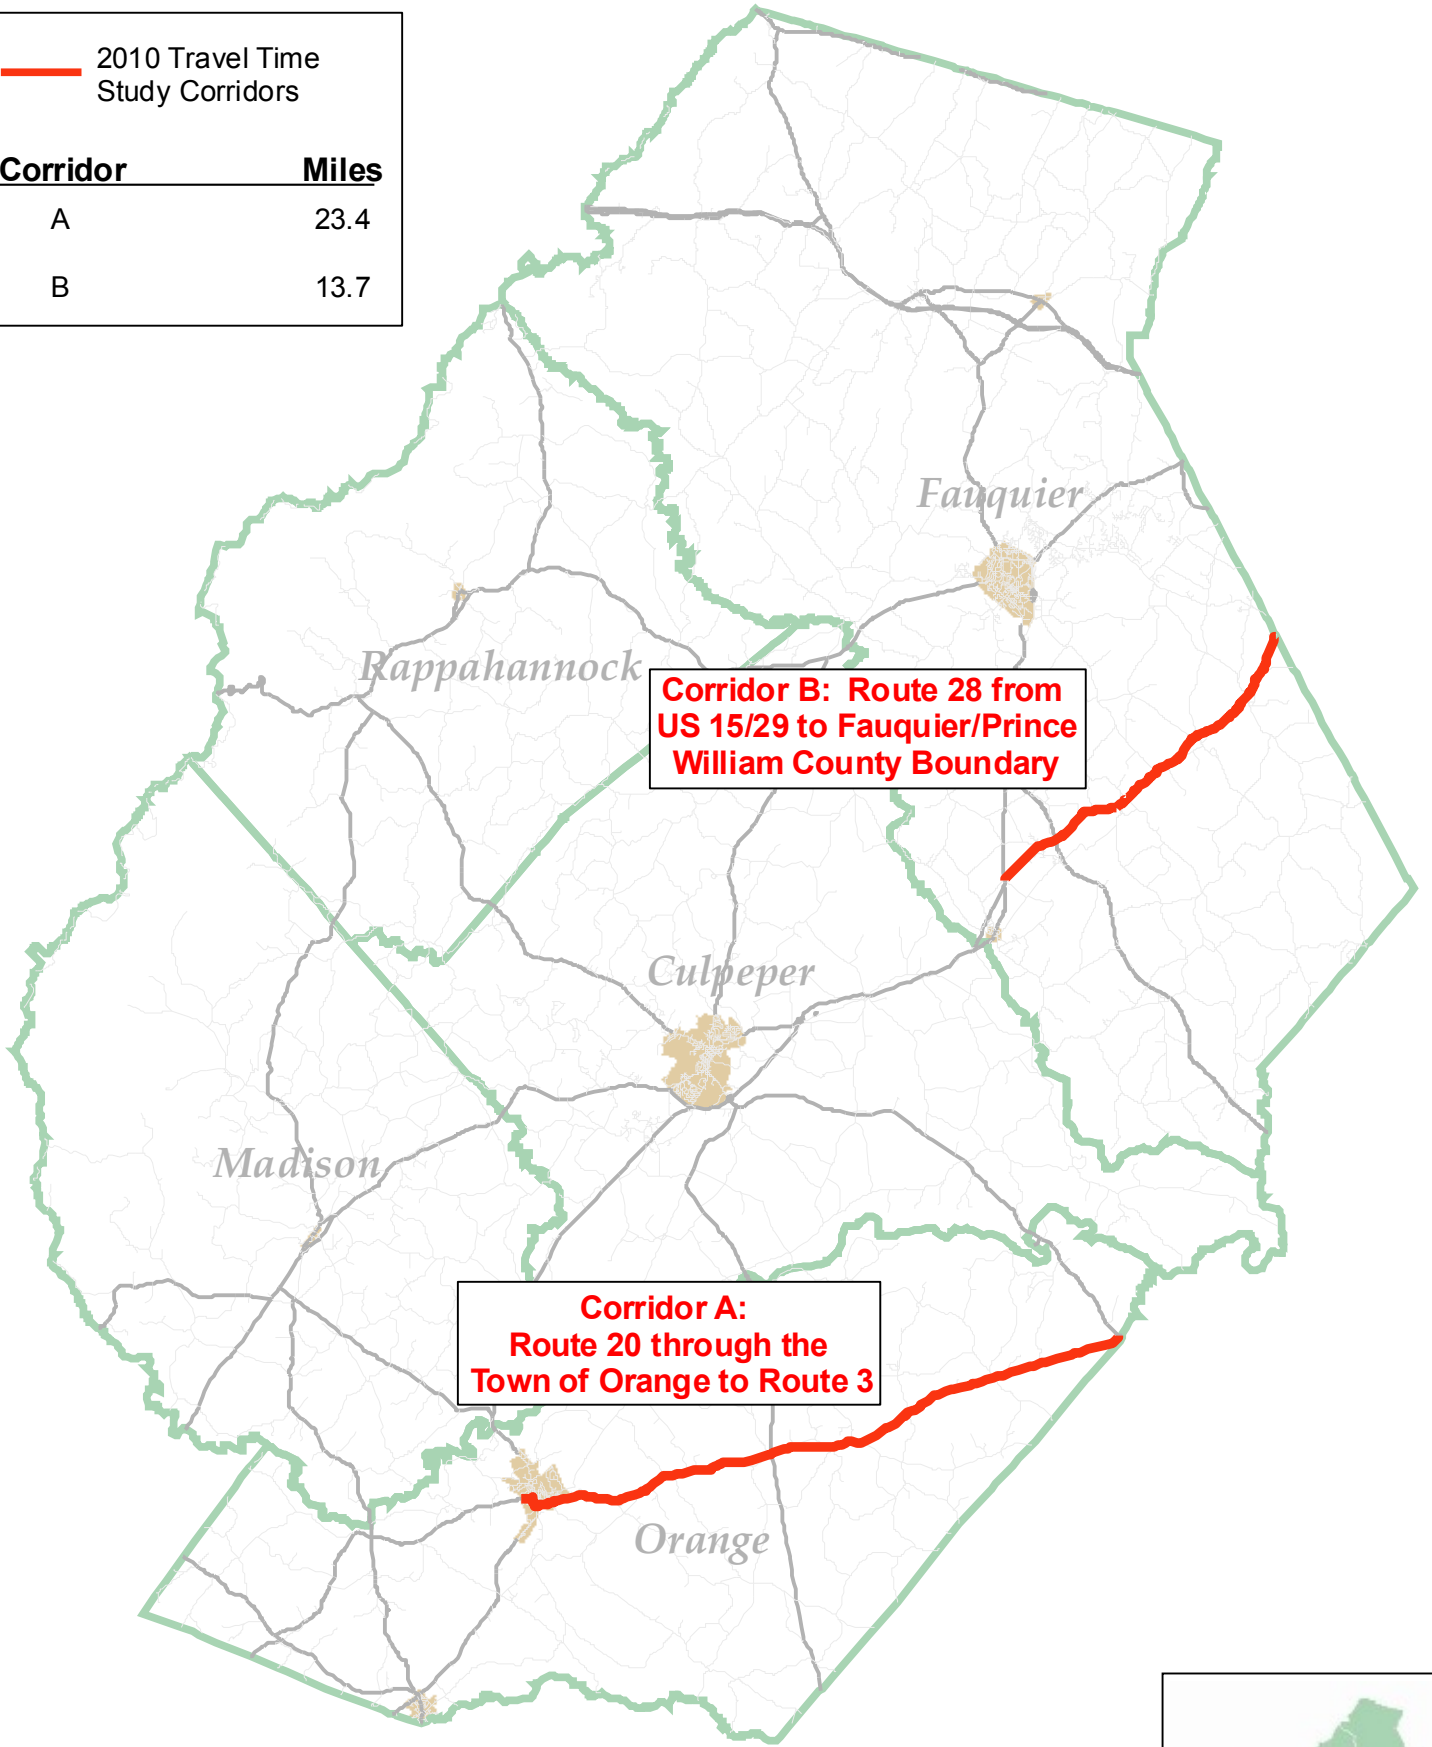 2010 Travel Time
Study Corridors
Corridor Miles
A 23.4
B 13.7
Fauquier
Rappahannock
Corridor B: Route 28 from
US 15/29 to Fauquier/Prince
William County Boundary
Culpeper
Madison
Corridor A:
Route 20 through the
Town of Orange to Route 3
Orange